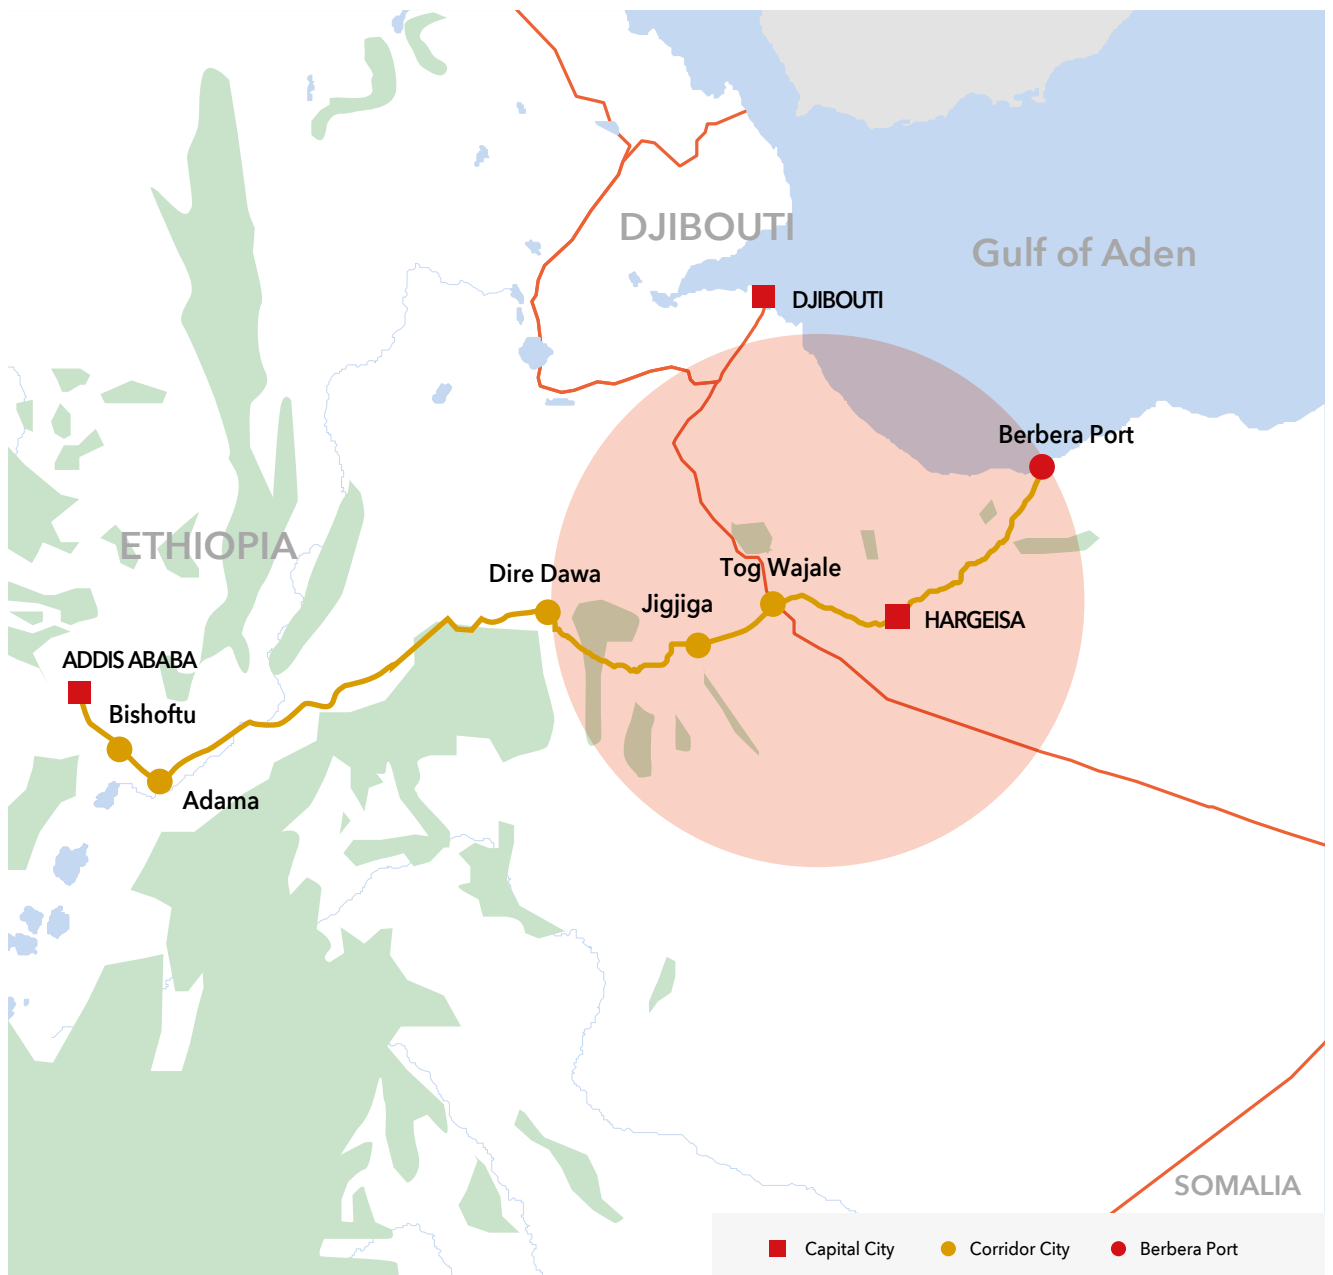 DJIBOUTI
Gulf of Aden
DJIBOUTI
Berbera Port
ETHIOPIA
Dire Dawa
Tog Wajale
Jigjiga
HARGEISA
ADDIS ABABA
Bishoftu
Adama
SOMALIA
Capital City
Corridor City
Berbera Port